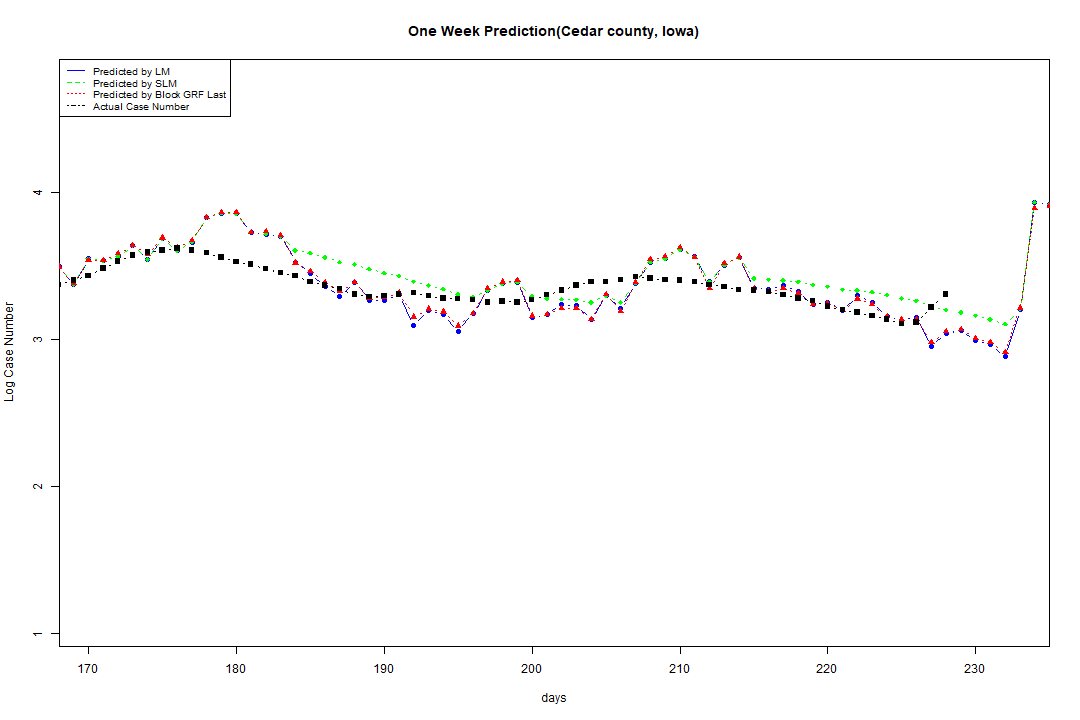 One Week Prediction(Cedar county, Iowa)
Predicted by LM
Predicted by SLM
Predicted by Block GRF Last
Actual Case Number
4
3
2
1
Log Case Number
170 180 190 200 210 220 230
days